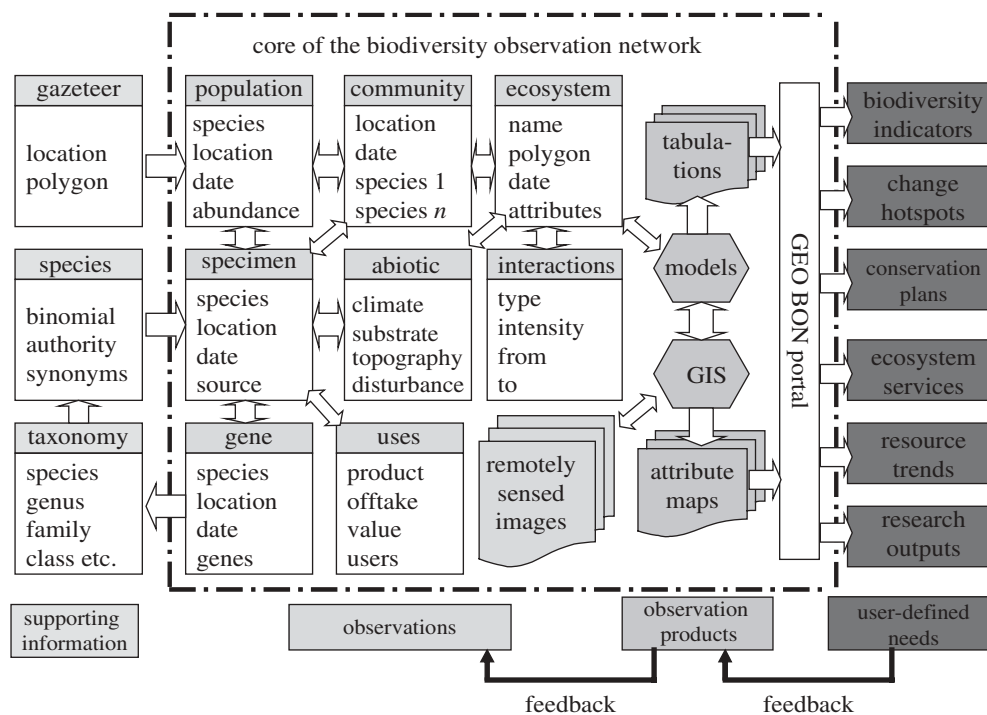 core of the biodiversity observation network
gazeteer
location
polygon
population
species
location
date
abundance
community
location
date
species 1
species n
ecosystem
name
polygon
date
attributes
tabula-
tions
species
binomial
authority
synonyms
specimen
species
location
date
source
abiotic
climate
substrate
topography
disturbance
interactions
type
intensity
from
to
models
GIS
taxonomy
species
genus
family
class etc.
gene
species
location
date
genes
uses
product
offtake
value
users
remotely
sensed
images
attribute
maps
GEO BON
portal
biodiversity
indicators
change
hotspots
conservation
plans
ecosystem
services
resource
trends
research
outputs
supporting
information
observations
observation
products
user-defined
needs
feedback
feedback